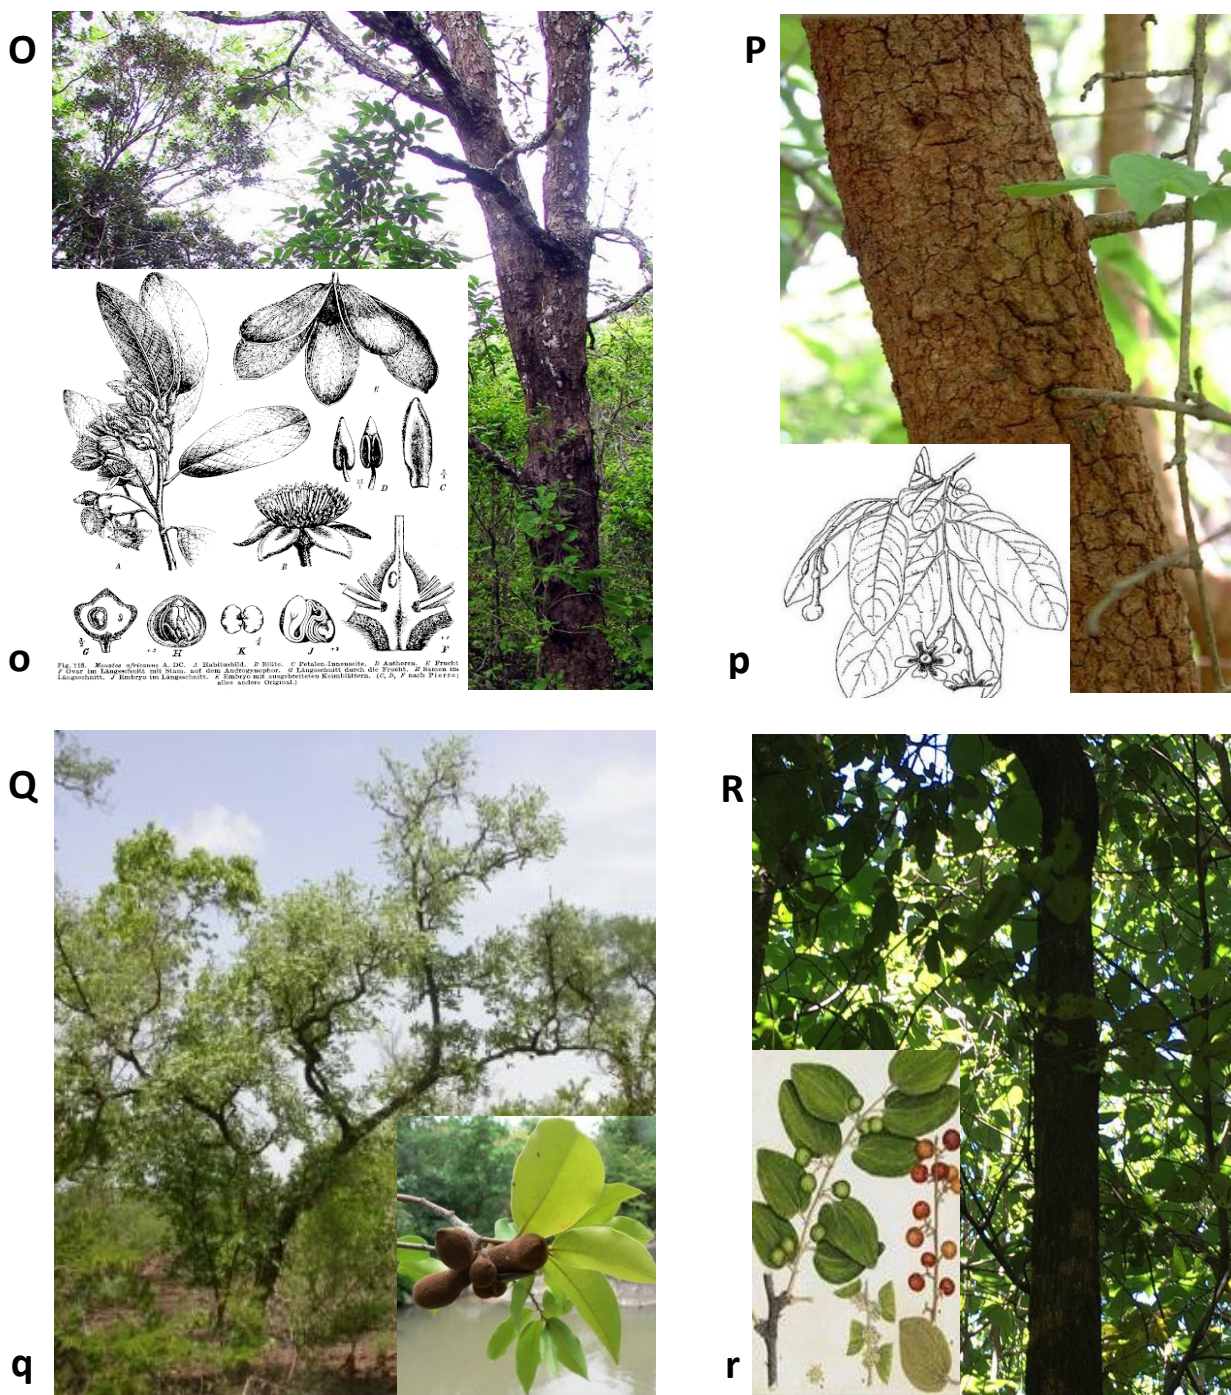 O
P
o
Fig. 118. Monotes africanus A. DC. A Habitusbild. B Blüte. C Petalen-Innenseite. D Antheren. E Frucht
F Ovar im Längsschnitt mit Stam. auf dem Androgynophor. G Längsschnitt durch die Frucht. H Samen im
Längsschnitt. J Embryo im Längsschnitt. K Embryo mit ausgebreiteten Keimblättern. (C, D, F nach Pierre;
alles andere Original.)
A
B
C
D
E
F
G
H
K
J
p
Q
R
q
r